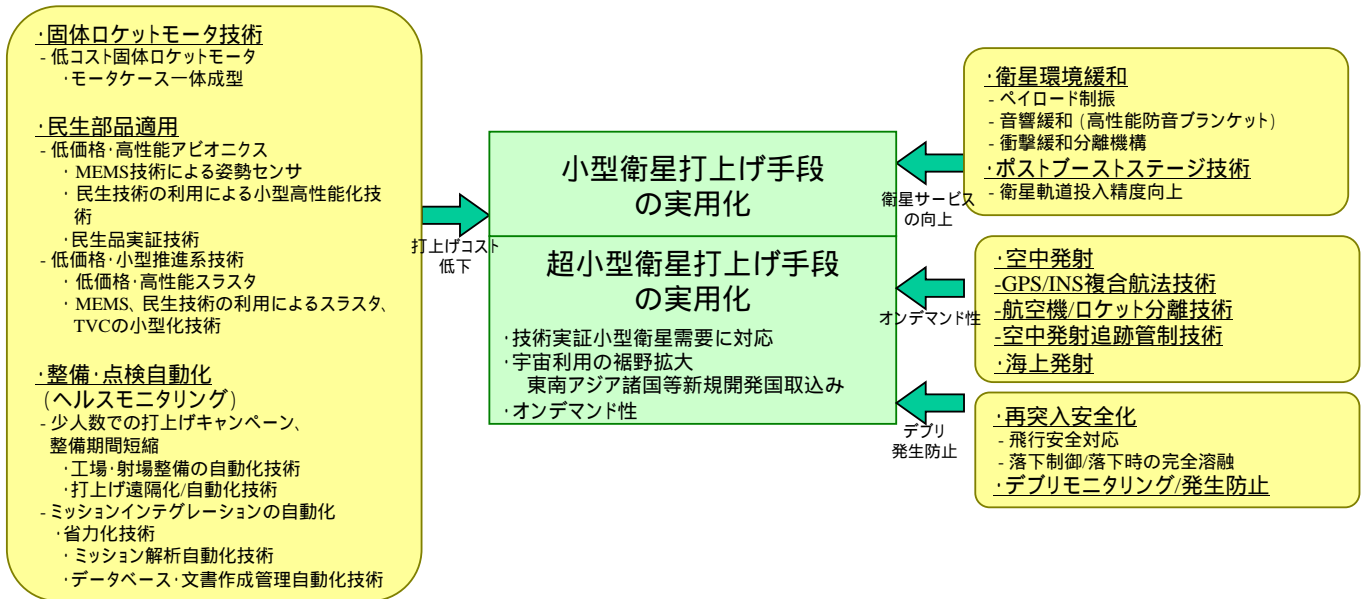 ・固体ロケットモータ技術
- 低コスト固体ロケットモータ
・モータケース一体成型
・民生部品適用
- 低価格・高性能アビオニクス
・MEMS技術による姿勢センサ
・民生技術の利用による小型高性能化技
術
・民生品実証技術
- 低価格・小型推進系技術
・低価格・高性能スラスタ
・MEMS、民生技術の利用によるスラスタ、
TVCの小型化技術
・整備・点検自動化
(ヘルスモニタリング)
- 少人数での打上げキャンペーン、
整備期間短縮
・工場・射場整備の自動化技術
・打上げ遠隔化/自動化技術
- ミッションインテグレーションの自動化
・省力化技術
・ミッション解析自動化技術
・データベース・文書作成管理自動化技術
打上げコスト
低下
小型衛星打上げ手段
の実用化
超小型衛星打上げ手段
の実用化
・技術実証小型衛星需要に対応
・宇宙利用の裾野拡大
東南アジア諸国等新規開発国取込み
・オンデマンド性
衛星サービス
の向上
オンデマンド性
デブリ
発生防止
・衛星環境緩和
- ペイロード制振
- 音響緩和(高性能防音ブランケット)
- 衝撃緩和分離機構
・ポストブーストステージ技術
- 衛星軌道投入精度向上
・空中発射
-GPS/INS複合航法技術
-航空機/ロケット分離技術
-空中発射追跡管制技術
・海上発射
・再突入安全化
- 飛行安全対応
- 落下制御/落下時の完全溶融
・デブリモニタリング/発生防止